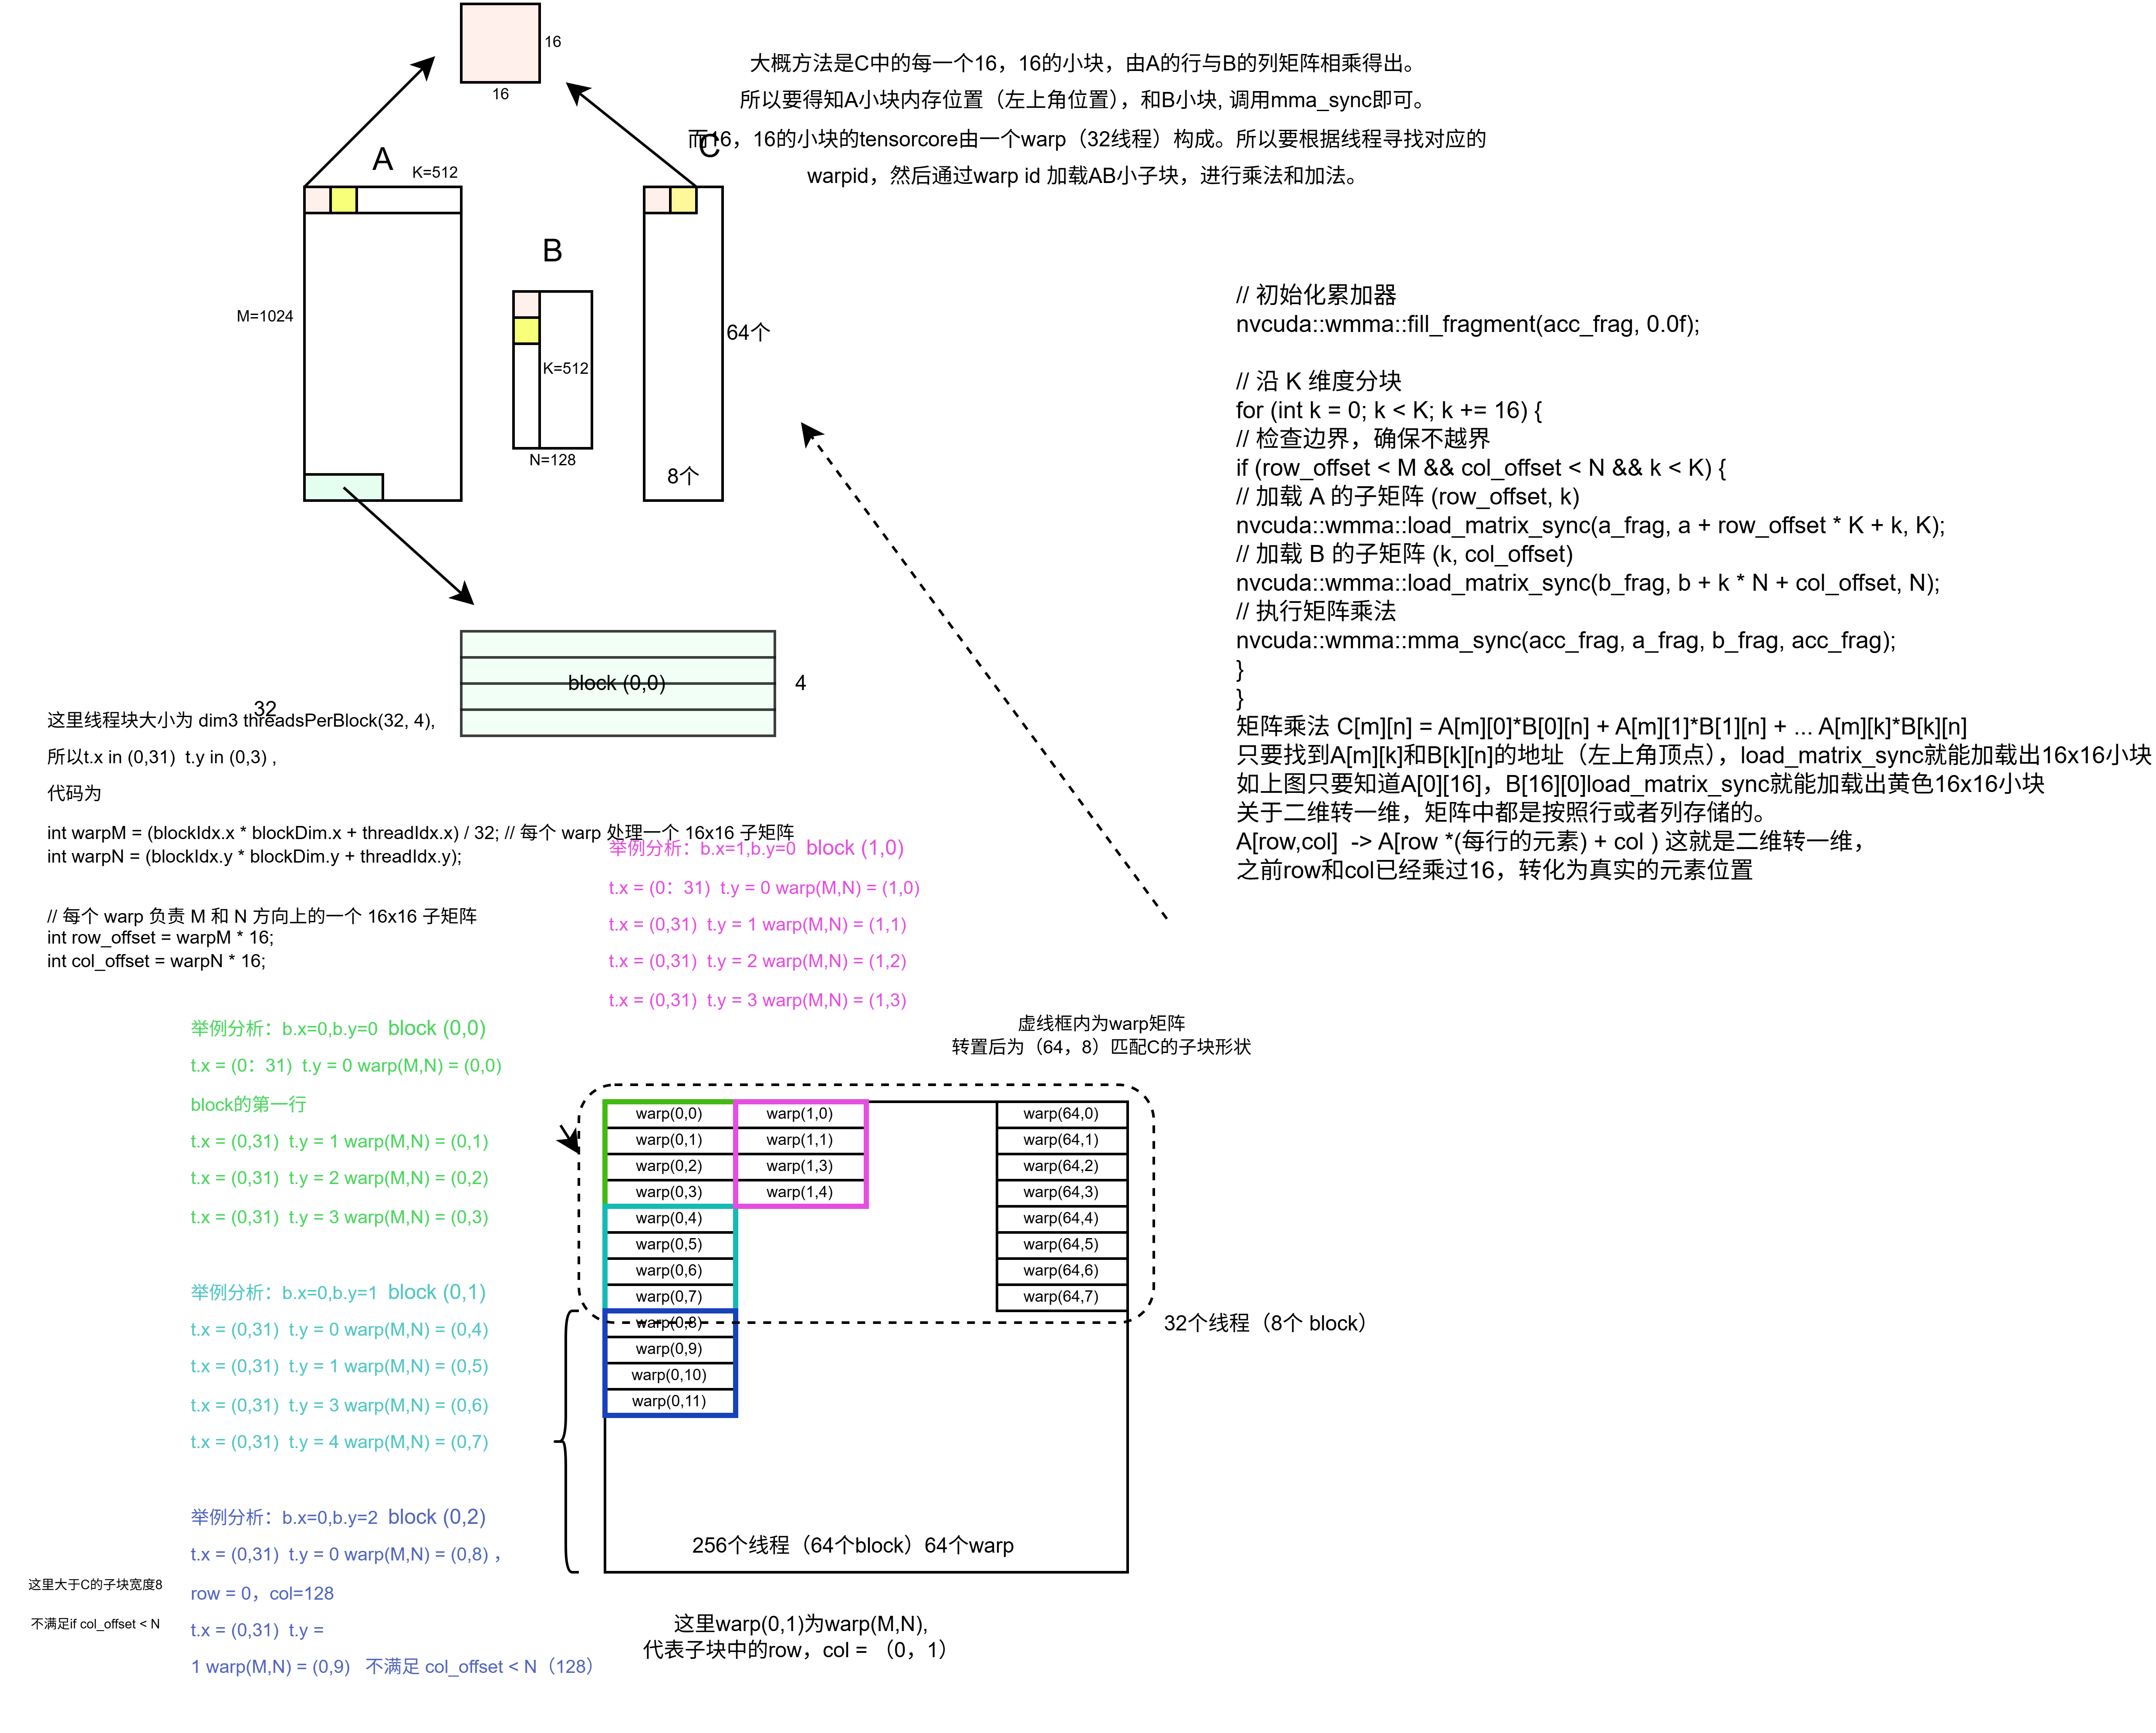 16
16
大概方法是C中的每一个16，16的小块，由A的行与B的列矩阵相乘得出。
所以要得知A小块内存位置（左上角位置），和B小块, 调用mma_sync即可。
而16，16的小块的tensorcore由一个warp（32线程）构成。所以要根据线程寻找对应的
warpid，然后通过warp id 加载AB小子块，进行乘法和加法。
A
K=512
C
B
M=1024
K=512
N=128
64个
8个
// 初始化累加器
nvcuda::wmma::fill_fragment(acc_frag, 0.0f);
// 沿 K 维度分块
for (int k = 0; k < K; k += 16) {
// 检查边界，确保不越界
if (row_offset < M && col_offset < N && k < K) {
// 加载 A 的子矩阵 (row_offset, k)
nvcuda::wmma::load_matrix_sync(a_frag, a + row_offset * K + k, K);
// 加载 B 的子矩阵 (k, col_offset)
nvcuda::wmma::load_matrix_sync(b_frag, b + k * N + col_offset, N);
// 执行矩阵乘法
nvcuda::wmma::mma_sync(acc_frag, a_frag, b_frag, acc_frag);
}
}
矩阵乘法 C[m][n] = A[m][0]*B[0][n] + A[m][1]*B[1][n] + ... A[m][k]*B[k][n]
只要找到A[m][k]和B[k][n]的地址（左上角顶点），load_matrix_sync就能加载出16x16小块
如上图只要知道A[0][16]，B[16][0]load_matrix_sync就能加载出黄色16x16小块
关于二维转一维，矩阵中都是按照行或者列存储的。
A[row,col]  -> A[row *(每行的元素) + col ) 这就是二维转一维，
之前row和col已经乘过16，转化为真实的元素位置
block (0,0)
4
32
这里线程块大小为 dim3 threadsPerBlock(32, 4),
所以t.x in (0,31)  t.y in (0,3) ,
代码为
int warpM = (blockIdx.x * blockDim.x + threadIdx.x) / 32; // 每个 warp 处理一个 16x16 子矩阵
int warpN = (blockIdx.y * blockDim.y + threadIdx.y);
// 每个 warp 负责 M 和 N 方向上的一个 16x16 子矩阵
int row_offset = warpM * 16;
int col_offset = warpN * 16;
举例分析：b.x=1,b.y=0  block (1,0)
t.x = (0：31)  t.y = 0 warp(M,N) = (1,0)
t.x = (0,31)  t.y = 1 warp(M,N) = (1,1)
t.x = (0,31)  t.y = 2 warp(M,N) = (1,2)
t.x = (0,31)  t.y = 3 warp(M,N) = (1,3)
举例分析：b.x=0,b.y=0  block (0,0)
t.x = (0：31)  t.y = 0 warp(M,N) = (0,0)
block的第一行
t.x = (0,31)  t.y = 1 warp(M,N) = (0,1)
t.x = (0,31)  t.y = 2 warp(M,N) = (0,2)
t.x = (0,31)  t.y = 3 warp(M,N) = (0,3)
举例分析：b.x=0,b.y=1  block (0,1)
t.x = (0,31)  t.y = 0 warp(M,N) = (0,4)
t.x = (0,31)  t.y = 1 warp(M,N) = (0,5)
t.x = (0,31)  t.y = 3 warp(M,N) = (0,6)
t.x = (0,31)  t.y = 4 warp(M,N) = (0,7)
举例分析：b.x=0,b.y=2  block (0,2)
t.x = (0,31)  t.y = 0 warp(M,N) = (0,8) ，
row = 0，col=128
t.x = (0,31)  t.y =
1 warp(M,N) = (0,9)   不满足 col_offset < N（128）
这里大于C的子块宽度8
不满足if col_offset < N
虚线框内为warp矩阵
转置后为（64，8）匹配C的子块形状
warp(0,0)
warp(0,1)
warp(0,2)
warp(0,3)
warp(0,4)
warp(0,5)
warp(0,6)
warp(0,7)
warp(0,8)
warp(0,9)
warp(0,10)
warp(0,11)
warp(1,0)
warp(1,1)
warp(1,3)
warp(1,4)
warp(64,0)
warp(64,1)
warp(64,2)
warp(64,3)
warp(64,4)
warp(64,5)
warp(64,6)
warp(64,7)
32个线程（8个 block）
256个线程（64个block）64个warp
这里warp(0,1)为warp(M,N),
代表子块中的row，col = （0，1）